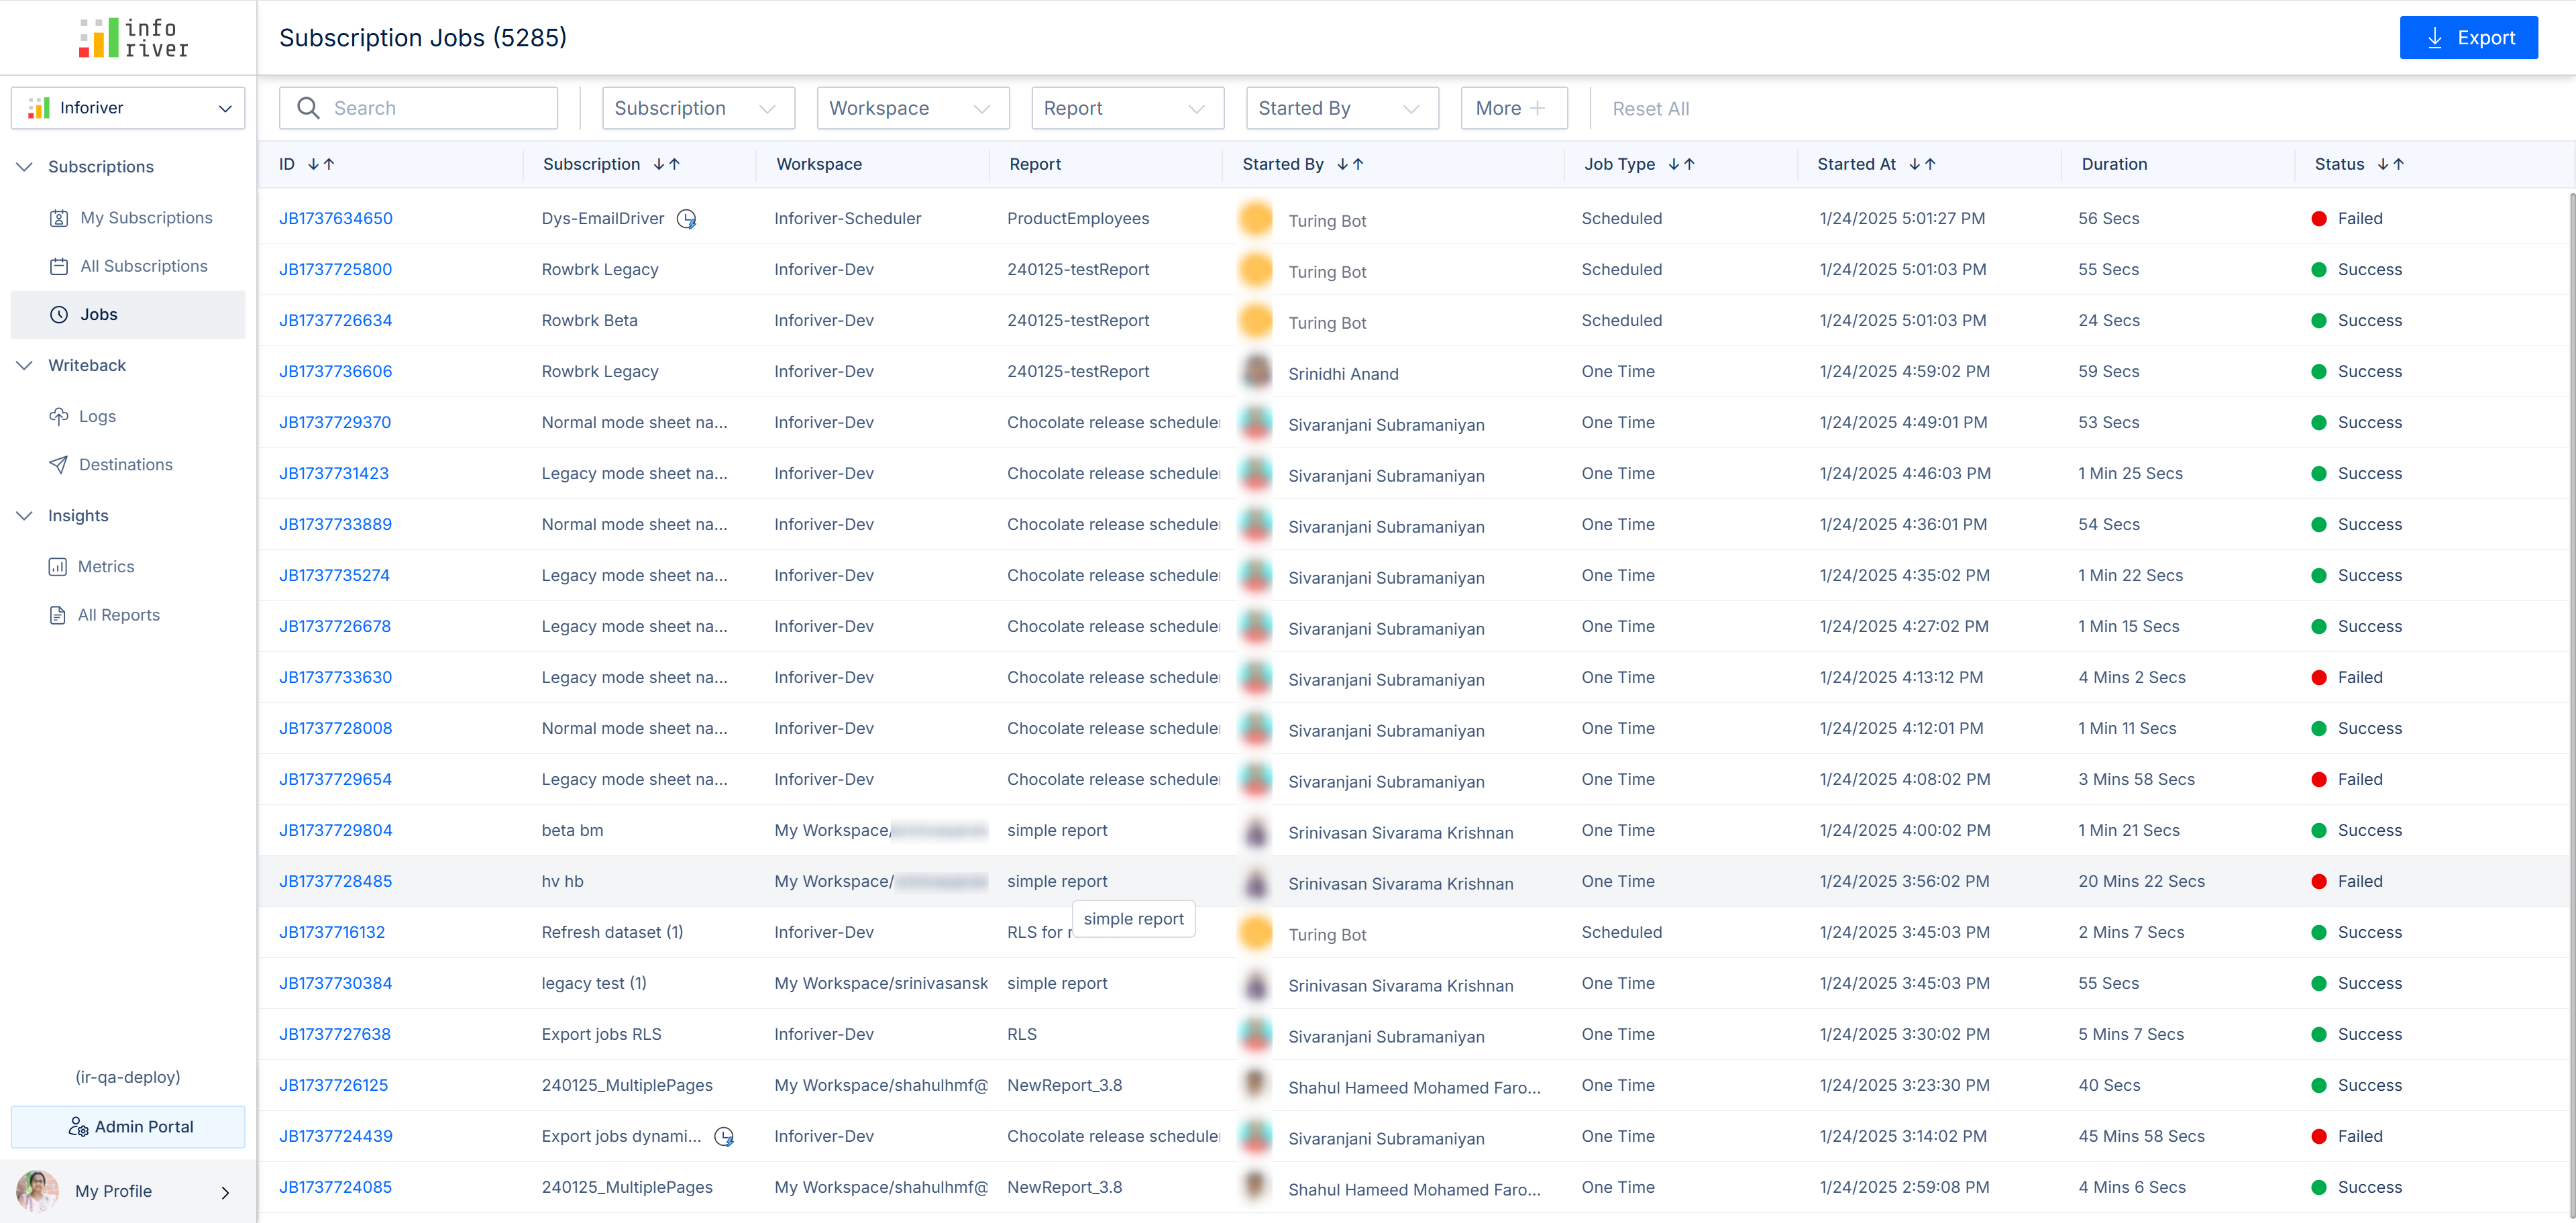 info
river
Subscription Jobs (5285)
Export
Inforiver
Search
Subscription
Workspace
Report
Started By
More
Reset All
Subscriptions
My Subscriptions
All Subscriptions
Jobs
Writeback
Logs
Destinations
Insights
Metrics
All Reports
(ir-qa-deploy)
Admin Portal
My Profile
ID Subscription Workspace Report Started By Job Type Started At Duration Status
JB1737634650 Dys-EmailDriver Inforiver-Scheduler ProductEmployees Turing Bot Scheduled 1/24/2025 5:01:27 PM 56 Secs Failed
JB1737725800 Rowbrk Legacy Inforiver-Dev 240125-testReport Turing Bot Scheduled 1/24/2025 5:01:03 PM 55 Secs Success
JB1737726634 Rowbrk Beta Inforiver-Dev 240125-testReport Turing Bot Scheduled 1/24/2025 5:01:03 PM 24 Secs Success
JB1737736606 Rowbrk Legacy Inforiver-Dev 240125-testReport Srinidhi Anand One Time 1/24/2025 4:59:02 PM 59 Secs Success
JB1737729370 Normal mode sheet na... Inforiver-Dev Chocolate release scheduler Sivaranjani Subramaniyan One Time 1/24/2025 4:49:01 PM 53 Secs Success
JB1737731423 Legacy mode sheet na... Inforiver-Dev Chocolate release scheduler Sivaranjani Subramaniyan One Time 1/24/2025 4:46:03 PM 1 Min 25 Secs Success
JB1737733889 Normal mode sheet na... Inforiver-Dev Chocolate release scheduler Sivaranjani Subramaniyan One Time 1/24/2025 4:36:01 PM 54 Secs Success
JB1737735274 Legacy mode sheet na... Inforiver-Dev Chocolate release scheduler Sivaranjani Subramaniyan One Time 1/24/2025 4:35:02 PM 1 Min 22 Secs Success
JB1737726678 Legacy mode sheet na... Inforiver-Dev Chocolate release scheduler Sivaranjani Subramaniyan One Time 1/24/2025 4:27:02 PM 1 Min 15 Secs Success
JB1737733630 Legacy mode sheet na... Inforiver-Dev Chocolate release scheduler Sivaranjani Subramaniyan One Time 1/24/2025 4:13:12 PM 4 Mins 2 Secs Failed
JB1737728008 Normal mode sheet na... Inforiver-Dev Chocolate release scheduler Sivaranjani Subramaniyan One Time 1/24/2025 4:12:01 PM 1 Min 11 Secs Success
JB1737729654 Legacy mode sheet na... Inforiver-Dev Chocolate release scheduler Sivaranjani Subramaniyan One Time 1/24/2025 4:08:02 PM 3 Mins 58 Secs Failed
JB1737729804 beta bm My Workspace/ simple report Srinivasan Sivarama Krishnan One Time 1/24/2025 4:00:02 PM 1 Min 21 Secs Success
JB1737728485 hv hb My Workspace/ simple report Srinivasan Sivarama Krishnan One Time 1/24/2025 3:56:02 PM 20 Mins 22 Secs Failed
simple report
JB1737716132 Refresh dataset (1) Inforiver-Dev RLS for Turing Bot Scheduled 1/24/2025 3:45:03 PM 2 Mins 7 Secs Success
JB1737730384 legacy test (1) My Workspace/srinivasansk simple report Srinivasan Sivarama Krishnan One Time 1/24/2025 3:45:03 PM 55 Secs Success
JB1737727638 Export jobs RLS Inforiver-Dev RLS Sivaranjani Subramaniyan One Time 1/24/2025 3:30:02 PM 5 Mins 7 Secs Success
JB1737726125 240125_MultiplePages My Workspace/shahulhmf@ NewReport_3.8 Shahul Hameed Mohamed Faro... One Time 1/24/2025 3:23:30 PM 40 Secs Success
JB1737724439 Export jobs dynami... Inforiver-Dev Chocolate release scheduler Sivaranjani Subramaniyan One Time 1/24/2025 3:14:02 PM 45 Mins 58 Secs Failed
JB1737724085 240125_MultiplePages My Workspace/shahulhmf@ NewReport_3.8 Shahul Hameed Mohamed Faro... One Time 1/24/2025 2:59:08 PM 4 Mins 6 Secs Success